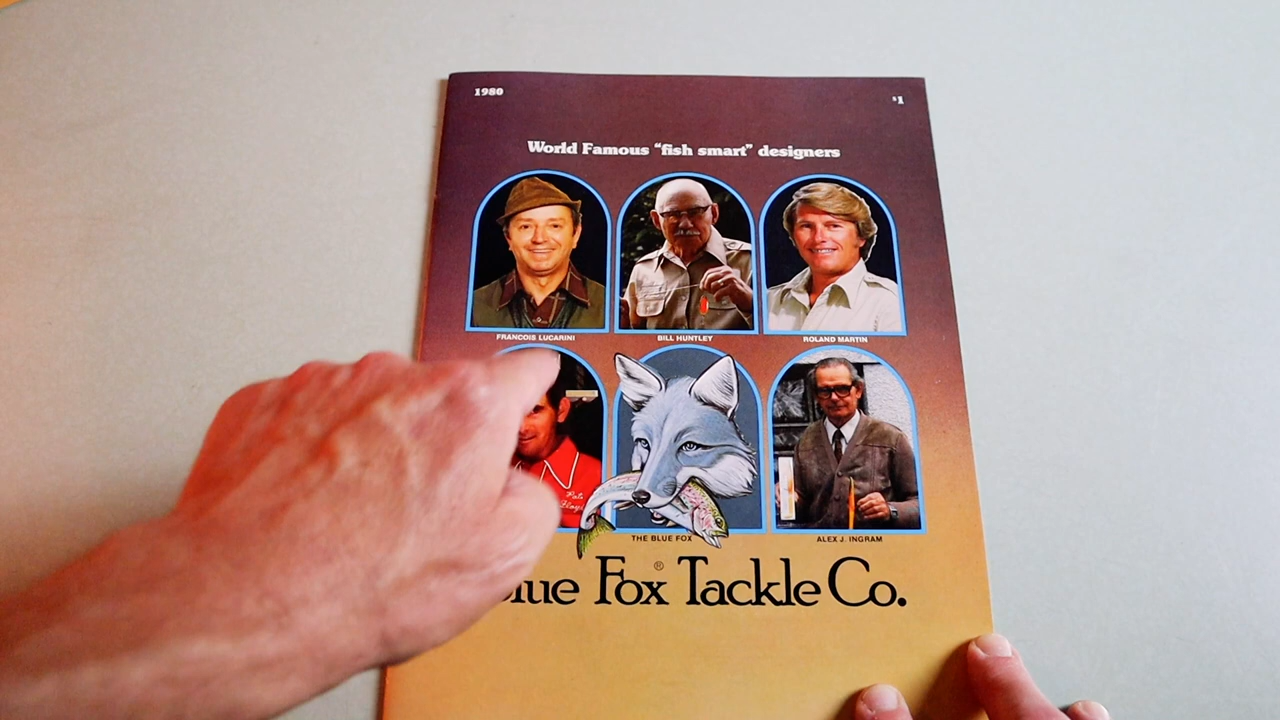 1980
$1
World Famous "fish smart" designers
FRANCOIS LUCARINI
BILL HUNTLEY
ROLAND MARTIN
THE BLUE FOX
ALEX J. INGRAM
Blue Fox® Tackle Co.